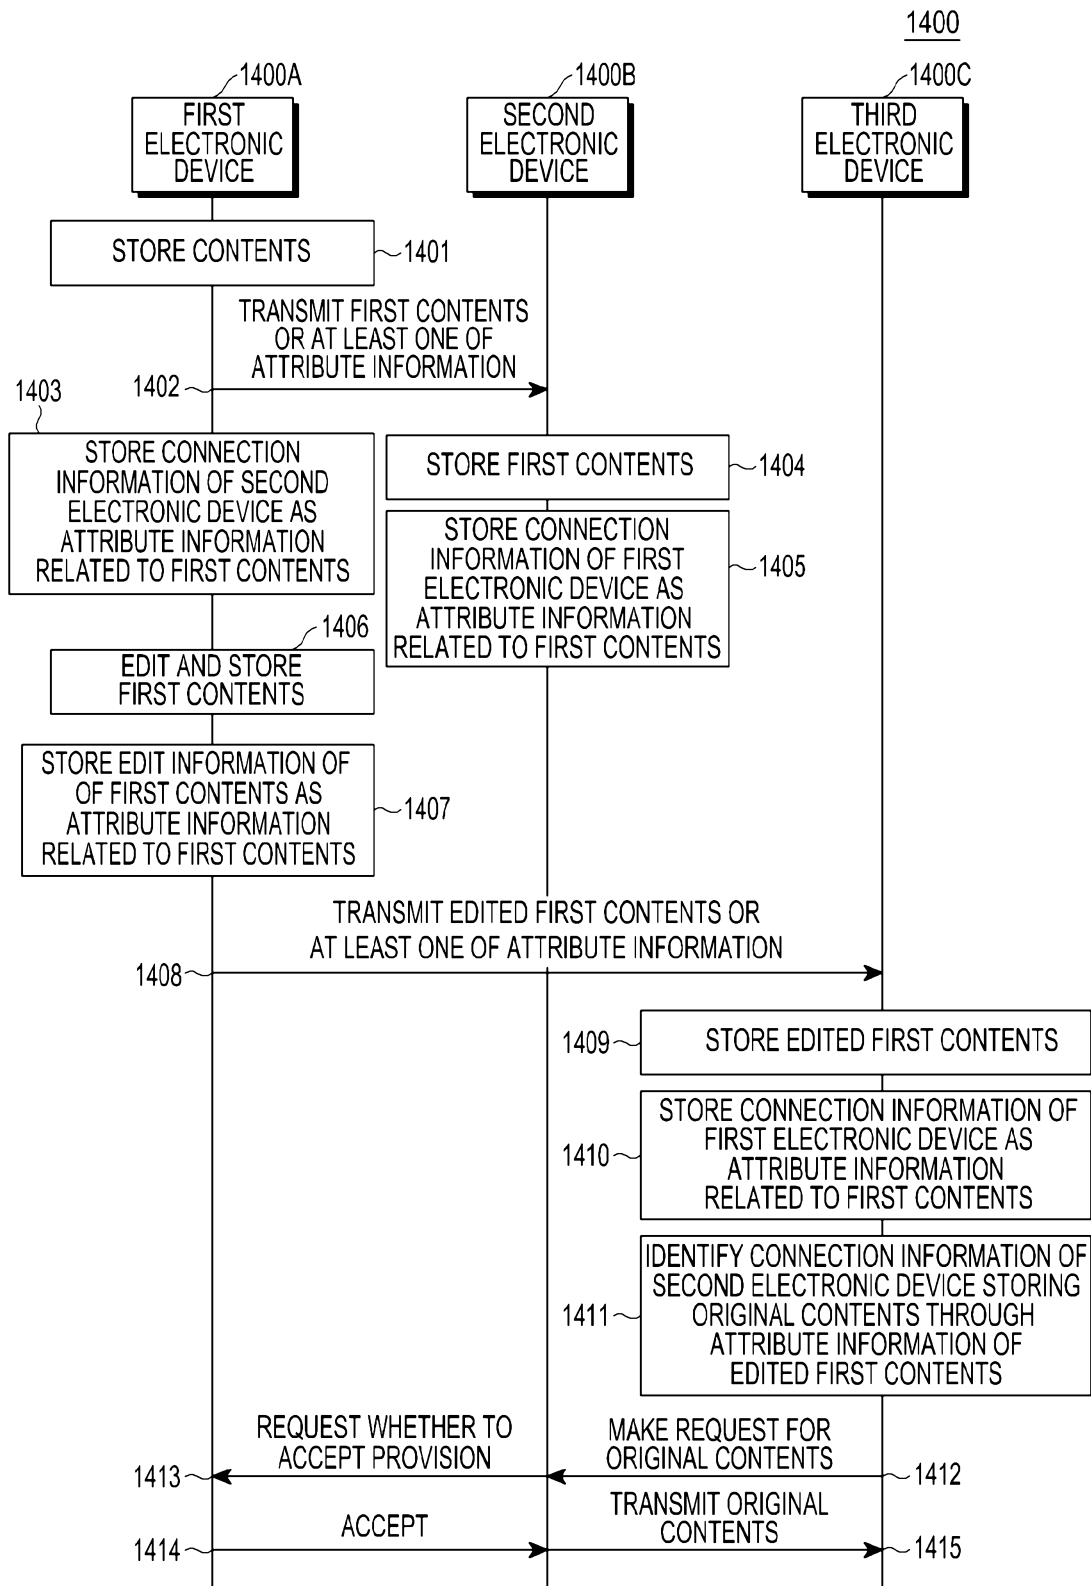 1400
1400A
1400B
1400C
FIRST
ELECTRONIC
DEVICE
SECOND
ELECTRONIC
DEVICE
THIRD
ELECTRONIC
DEVICE
STORE CONTENTS
1401
TRANSMIT FIRST CONTENTS
OR AT LEAST ONE OF
ATTRIBUTE INFORMATION
1402
1403
STORE CONNECTION
INFORMATION OF SECOND
ELECTRONIC DEVICE AS
ATTRIBUTE INFORMATION
RELATED TO FIRST CONTENTS
STORE FIRST CONTENTS
1404
STORE CONNECTION
INFORMATION OF FIRST
ELECTRONIC DEVICE AS
ATTRIBUTE INFORMATION
RELATED TO FIRST CONTENTS
1405
1406
EDIT AND STORE
FIRST CONTENTS
STORE EDIT INFORMATION OF
OF FIRST CONTENTS AS
ATTRIBUTE INFORMATION
RELATED TO FIRST CONTENTS
1407
TRANSMIT EDITED FIRST CONTENTS OR
AT LEAST ONE OF ATTRIBUTE INFORMATION
1408
1409
STORE EDITED FIRST CONTENTS
STORE CONNECTION INFORMATION OF
FIRST ELECTRONIC DEVICE AS
ATTRIBUTE INFORMATION
RELATED TO FIRST CONTENTS
1410
IDENTIFY CONNECTION INFORMATION OF
SECOND ELECTRONIC DEVICE STORING
ORIGINAL CONTENTS THROUGH
ATTRIBUTE INFORMATION OF
EDITED FIRST CONTENTS
1411
REQUEST WHETHER TO
ACCEPT PROVISION
1413
MAKE REQUEST FOR
ORIGINAL CONTENTS
1412
ACCEPT
1414
TRANSMIT ORIGINAL
CONTENTS
1415